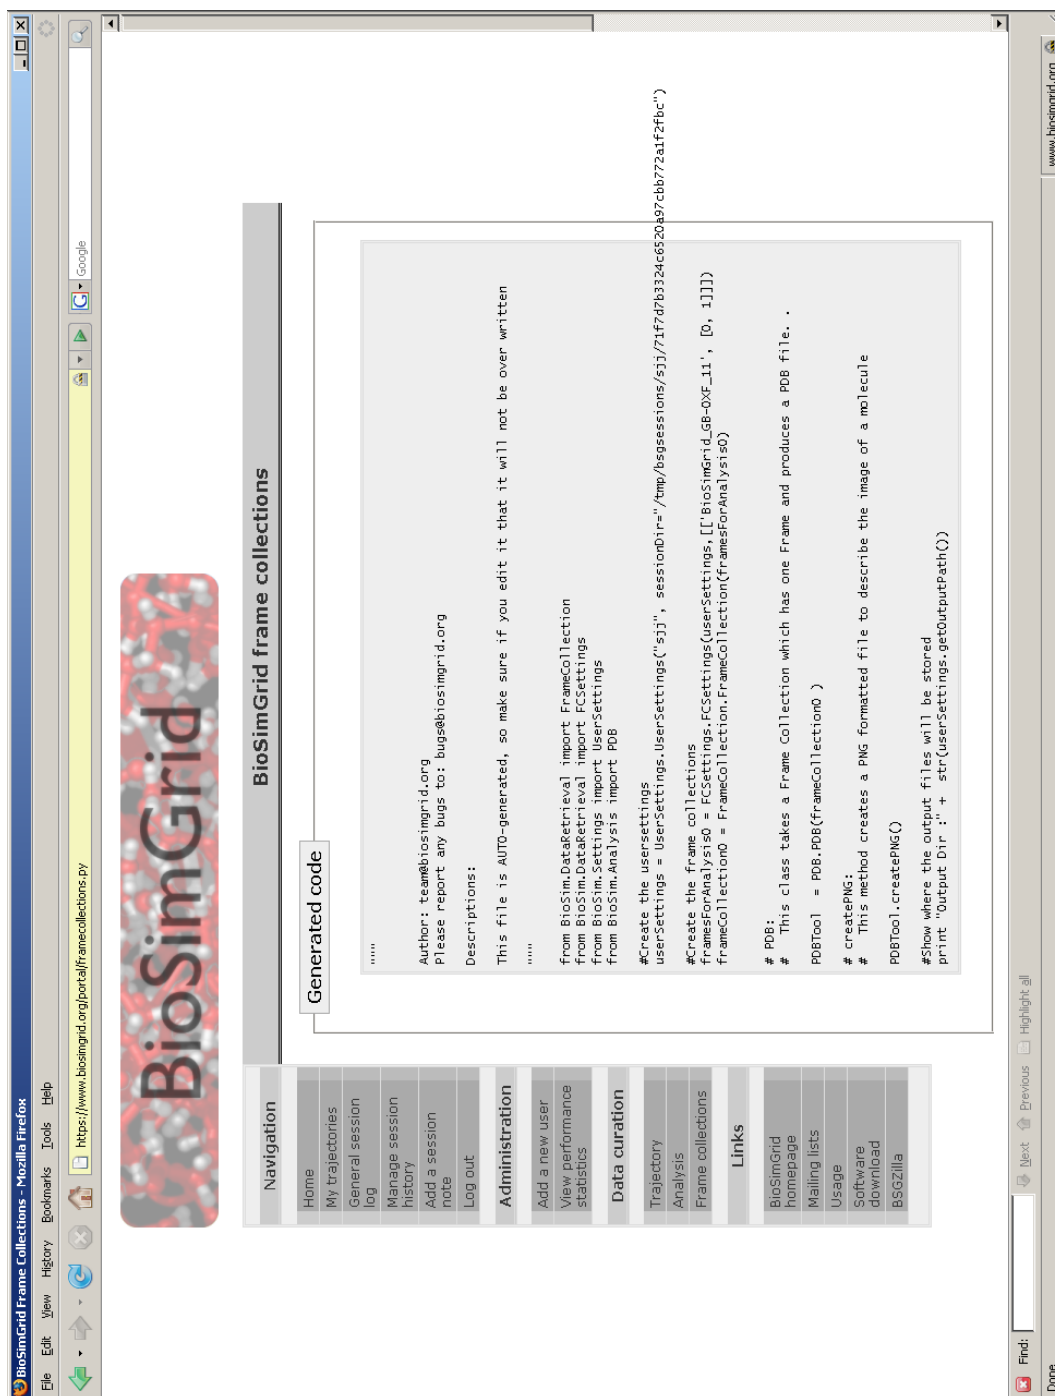 BioSimGrid Frame Collections - Mozilla Firefox
File Edit View History Bookmarks Tools Help
https://www.biosimgrid.org/portal/framecollections.py
Google
BioSimGrid
BioSimGrid frame collections
Navigation
Home
My trajectories
General session
log
Manage session
history
Add a session
note
Log out
Administration
Add a new user
View performance
statistics
Data curation
Trajectory
Analysis
Frame collections
Links
BioSimGrid
homepage
Mailing lists
Usage
Software
download
BSGZilla
Generated code
"""
Author: team@biosimgrid.org
Please report any bugs to: bugs@biosimgrid.org
Descriptions:
This file is AUTO-generated, so make sure if you edit it that it will not be over written
"""
from BioSim.DataRetrieval import FrameCollection
from BioSim.DataRetrieval import FCSettings
from BioSim.Settings import UserSettings
from BioSim.Analysis import PDB
#Create the usersettings
userSettings = UserSettings.UserSettings("sjj", sessionDir="/tmp/bsgsessions/sjj/71f7d7b3324c6520a97cbb772a1f2fbc")
#Create the frame collections
framesForAnalysis0 = FCSettings.FCSettings(userSettings,[['BioSimGrid_GB-OXF_11', [0, 1]]])
frameCollection0 = FrameCollection.FrameCollection(framesForAnalysis0)
# PDB:
#   This class takes a Frame Collection which has one Frame and produces a PDB file. .
PDBTool   = PDB.PDB(frameCollection0 )
# createPNG:
#   This method creates a PNG formatted file to describe the image of a molecule
PDBTool.createPNG()
#Show where the output files will be stored
print "Output Dir :" +  str(userSettings.getOutputPath())
Find: Next Previous Highlight all
Done www.biosimgrid.org